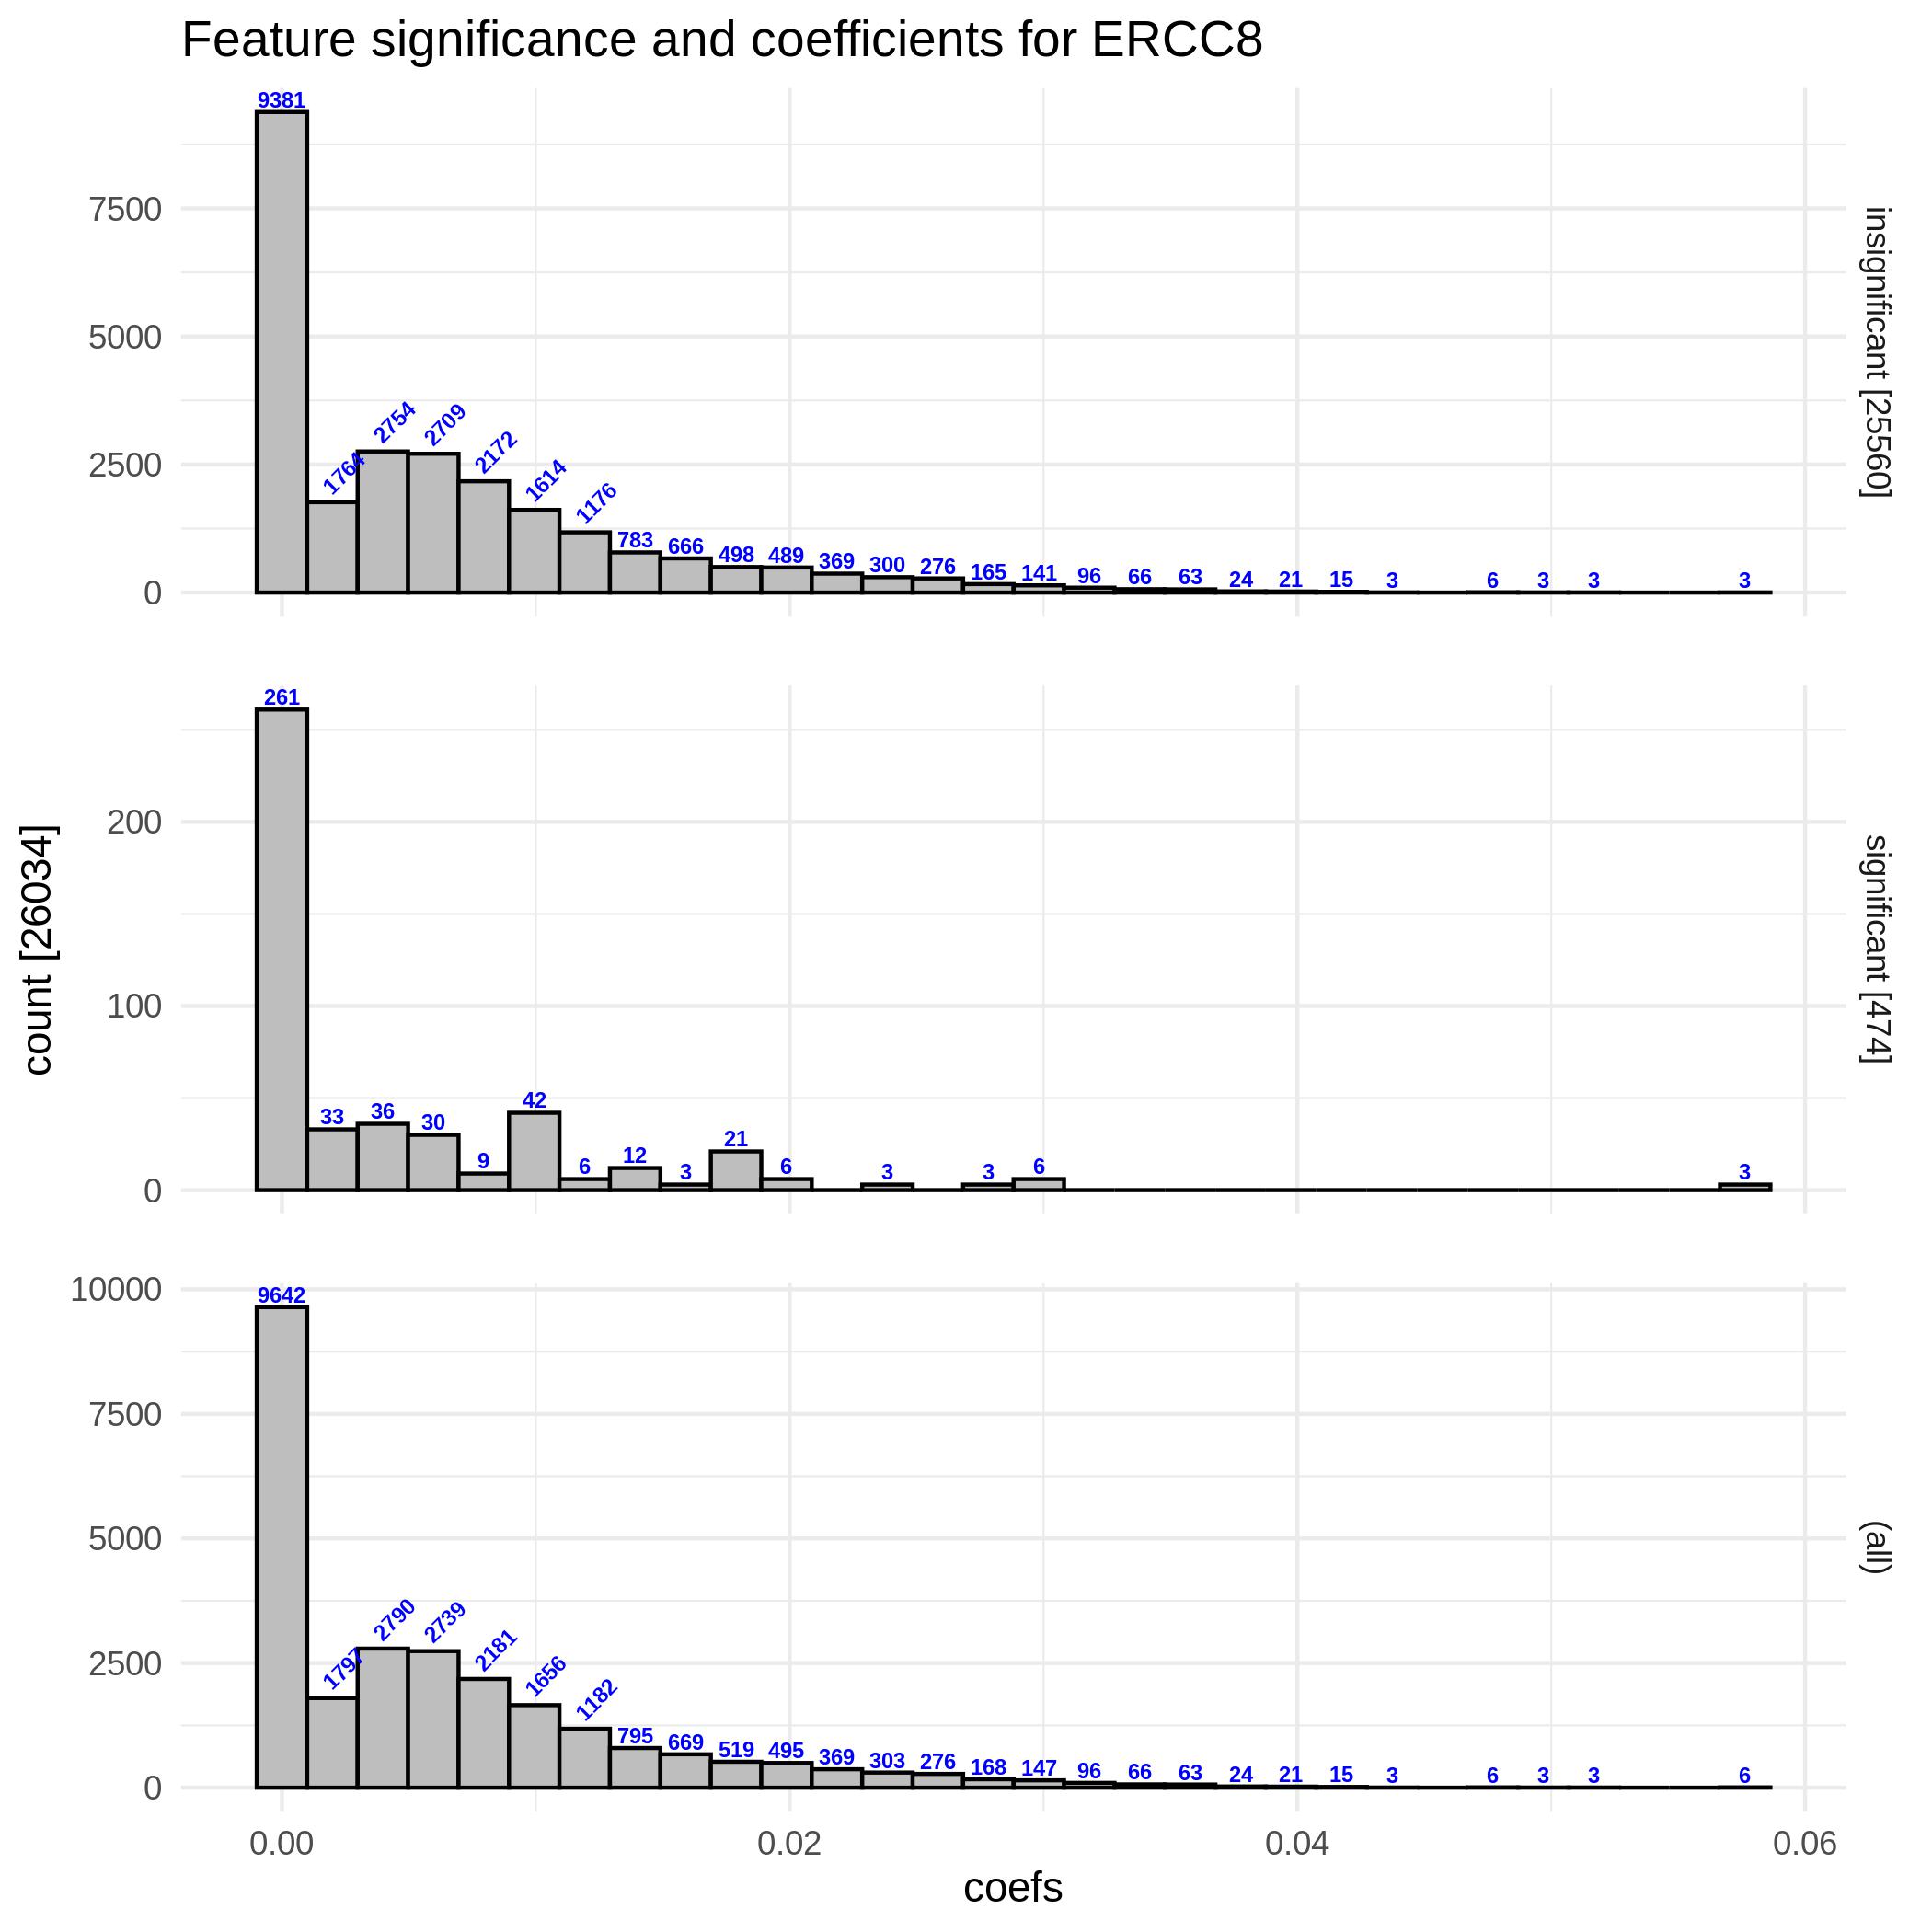 Feature significance and coefficients for ERCC8
9381
1764
2754
2709
2172
1614
1176
783 666 498 489 369 300 276 165 141 96 66 63 24 21 15 3 6 3 3 3
7500
5000
2500
0
insignificant [25560]
261
33 36 30 9 42 6 12 3 21 6 3 3 6 3
200
100
0
significant [474]
count [26034]
9642
1797
2790
2739
2181
1656
1182
795 669 519 495 369 303 276 168 147 96 66 63 24 21 15 3 6 3 3 6
10000
7500
5000
2500
0
(all)
0.00 0.02 0.04 0.06
coefs